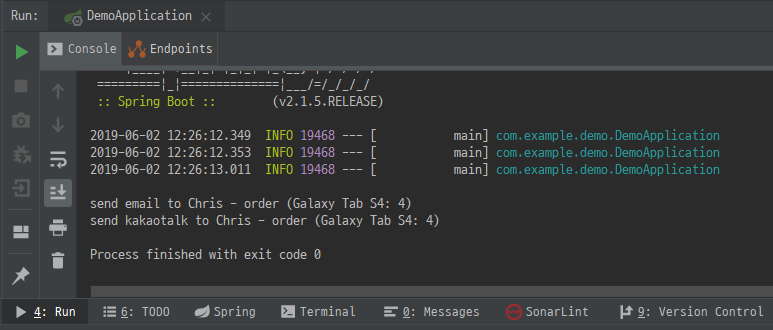 Run: DemoApplication
Console Endpoints
=========|_|==============|___/=/_/_/_/
:: Spring Boot :: (v2.1.5.RELEASE)
2019-06-02 12:26:12.349 INFO 19468 --- [ main] com.example.demo.DemoApplication
2019-06-02 12:26:12.353 INFO 19468 --- [ main] com.example.demo.DemoApplication
2019-06-02 12:26:13.011 INFO 19468 --- [ main] com.example.demo.DemoApplication
send email to Chris - order (Galaxy Tab S4: 4)
send kakaotalk to Chris - order (Galaxy Tab S4: 4)
Process finished with exit code 0
4: Run 6: TODO Spring Terminal 0: Messages SonarLint 9: Version Control